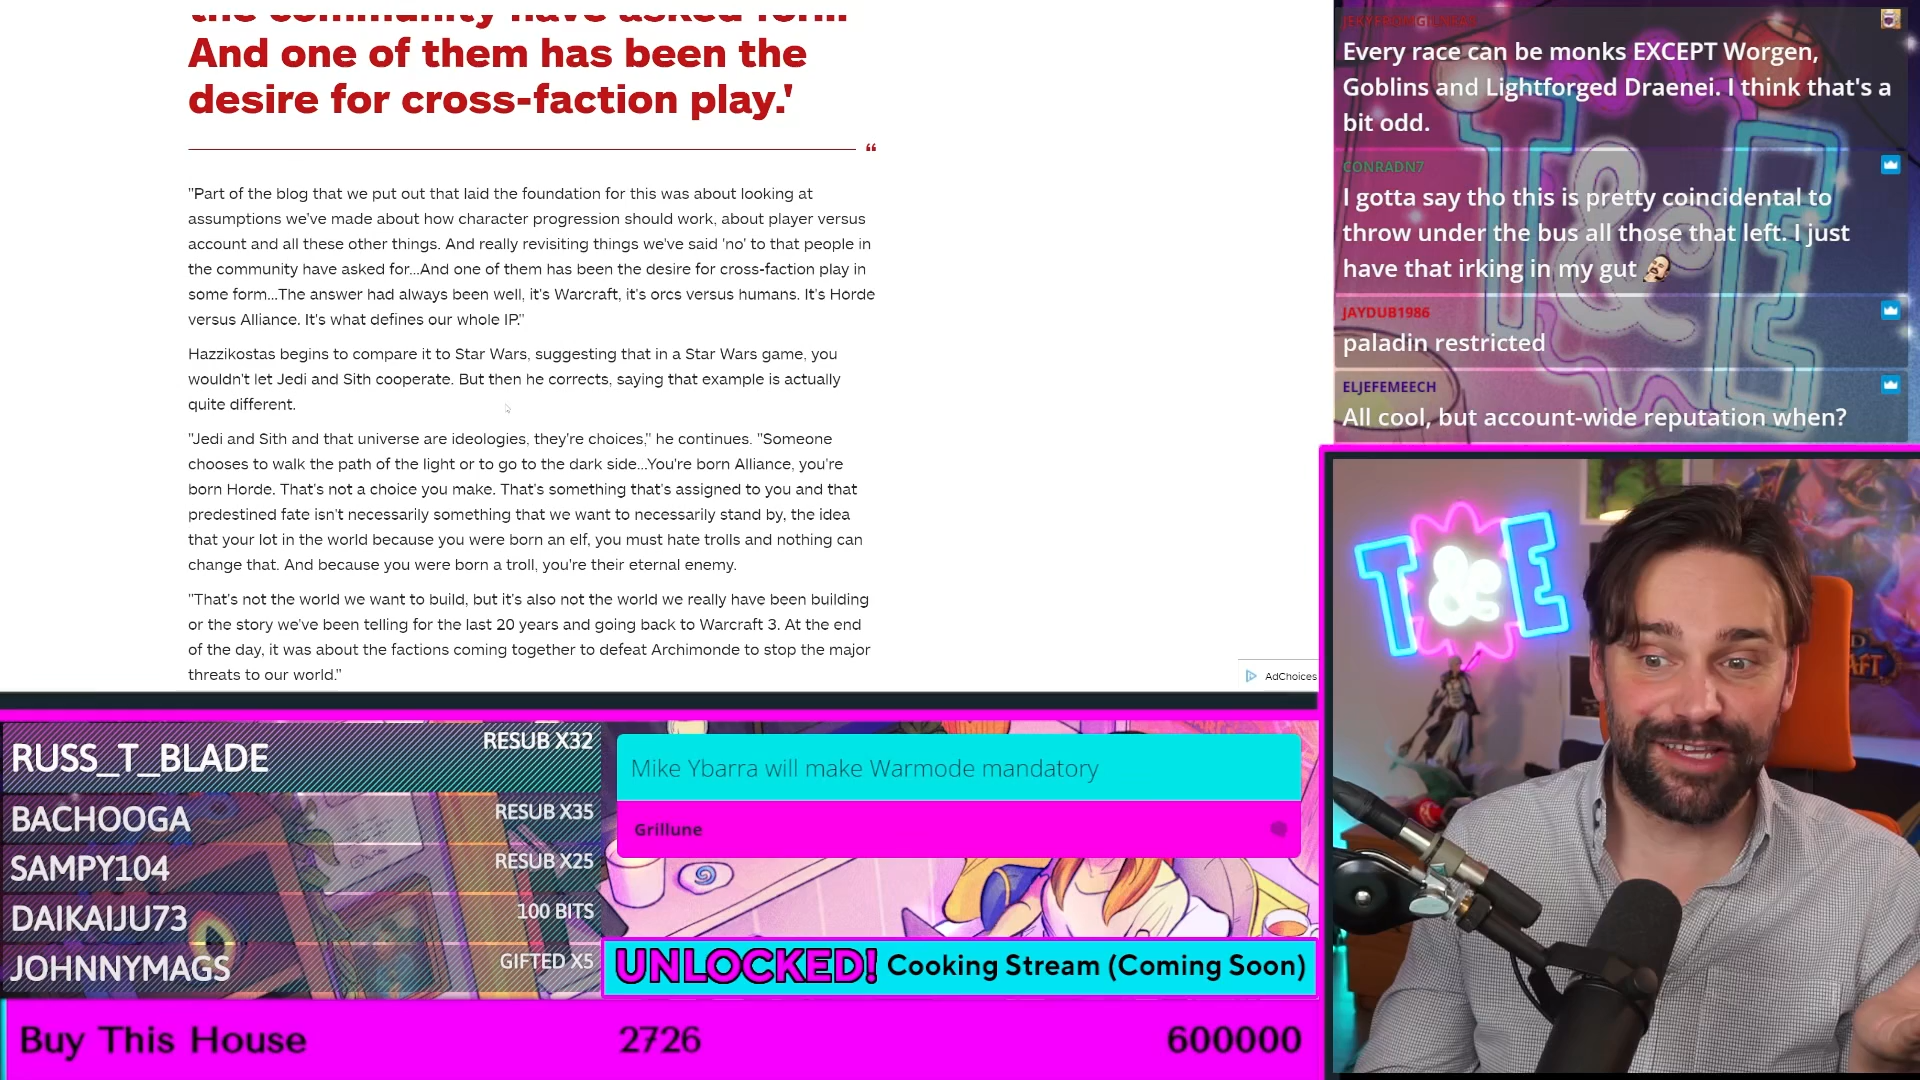 the community have asked for...
And one of them has been the
desire for cross-faction play.'
“
"Part of the blog that we put out that laid the foundation for this was about looking at
assumptions we've made about how character progression should work, about player versus
account and all these other things. And really revisiting things we've said 'no' to that people in
the community have asked for...And one of them has been the desire for cross-faction play in
some form...The answer had always been well, it's Warcraft, it's orcs versus humans. It's Horde
versus Alliance. It's what defines our whole IP."
Hazzikostas begins to compare it to Star Wars, suggesting that in a Star Wars game, you
wouldn't let Jedi and Sith cooperate. But then he corrects, saying that example is actually
quite different.
"Jedi and Sith and that universe are ideologies, they're choices," he continues. "Someone
chooses to walk the path of the light or to go to the dark side...You're born Alliance, you're
born Horde. That's not a choice you make. That's something that's assigned to you and that
predestined fate isn't necessarily something that we want to necessarily stand by, the idea
that your lot in the world because you were born an elf, you must hate trolls and nothing can
change that. And because you were born a troll, you're their eternal enemy.
"That's not the world we want to build, but it's also not the world we really have been building
or the story we've been telling for the last 20 years and going back to Warcraft 3. At the end
of the day, it was about the factions coming together to defeat Archimonde to stop the major
threats to our world."
AdChoices
Every race can be monks EXCEPT Worgen,
Goblins and Lightforged Draenei. I think that's a
bit odd.
CONRADN7
I gotta say tho this is pretty coincidental to
throw under the bus all those that left. I just
have that irking in my gut
JAYDUB1986
paladin restricted
ELJEFEMEECH
All cool, but account-wide reputation when?
T&E
T&E
RUSS_T_BLADE RESUB X32
BACHOOGA RESUB X35
SAMPY104 RESUB X25
DAIKAIJU73 100 BITS
JOHNNYMAGS GIFTED X5
Mike Ybarra will make Warmode mandatory
Grillune
UNLOCKED! Cooking Stream (Coming Soon)
Buy This House 2726 600000